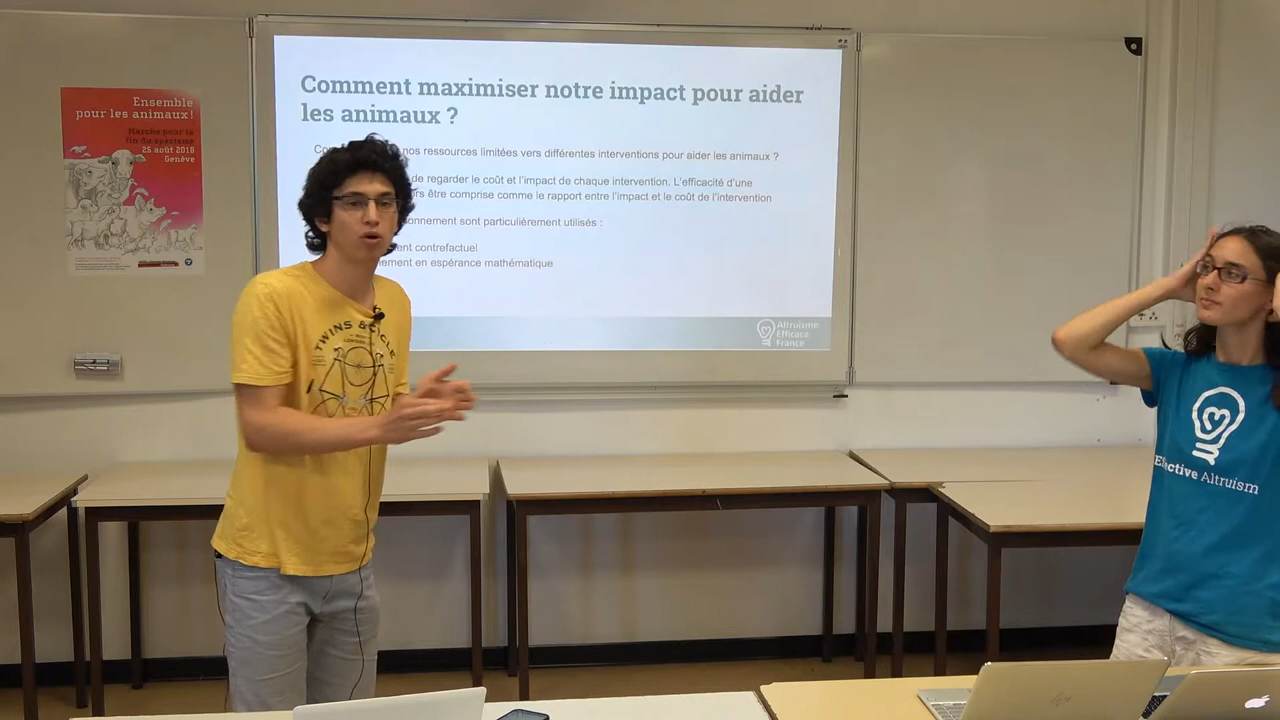 Ensemble
pour les animaux!
Marche pour la
fin du spécisme
25 août 2018
Genève
Comment maximiser notre impact pour aider
les animaux ?
nos ressources limitées vers différentes interventions pour aider les animaux ?
de regarder le coût et l'impact de chaque intervention. L'efficacité d'une
être comprise comme le rapport entre l'impact et le coût de l'intervention
sont particulièrement utilisés :
contrefactuel
en espérance mathématique
Altruisme
Efficace
France
TWINS &
LONDON
Effective Altruism
hp